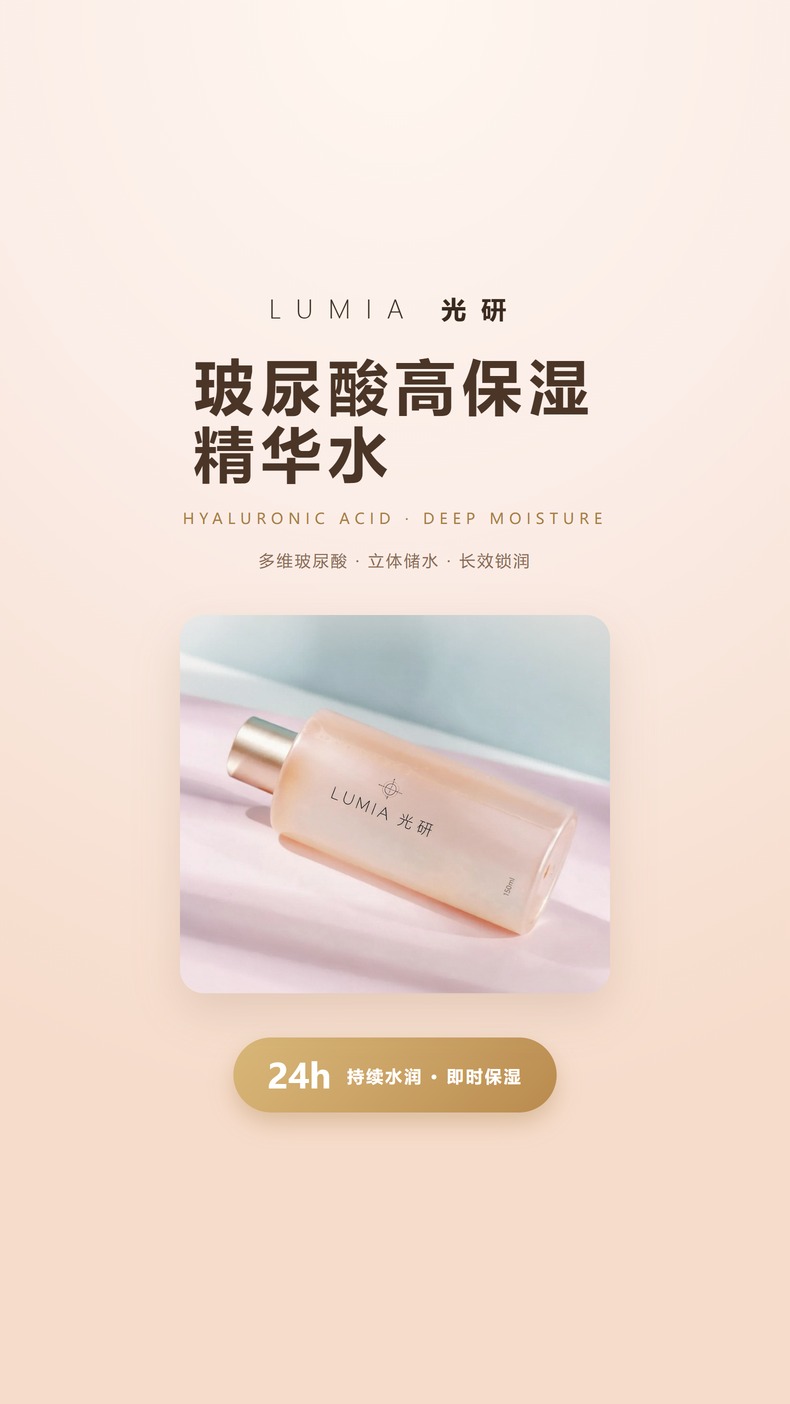 LUMIA 光研
玻尿酸高保湿
精华水
HYALURONIC ACID · DEEP MOISTURE
多维玻尿酸 · 立体储水 · 长效锁润
LUMIA 光研
150ml
24h 持续水润 • 即时保湿